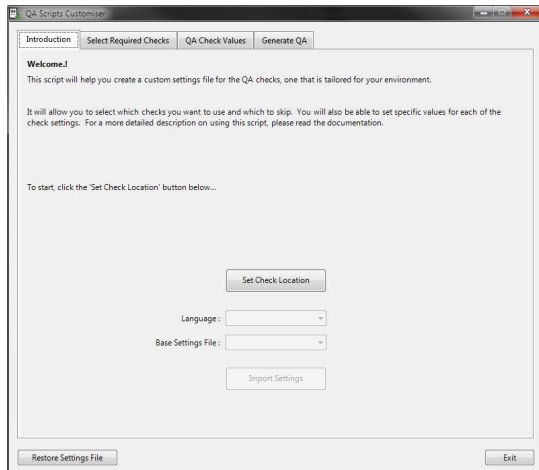 QA Scripts Customiser
Introduction
Select Required Checks
QA Check Values
Generate QA
Welcome.!
This script will help you create a custom settings file for the QA checks, one that is tailored for your environment.
It will allow you to select which checks you want to use and which to skip. You will also be able to set specific values for each of the
check settings. For a more detailed description on using this script, please read the documentation.
To start, click the 'Set Check Location' button below...
Set Check Location
Language :
Base Settings File :
Import Settings
Restore Settings File
Exit